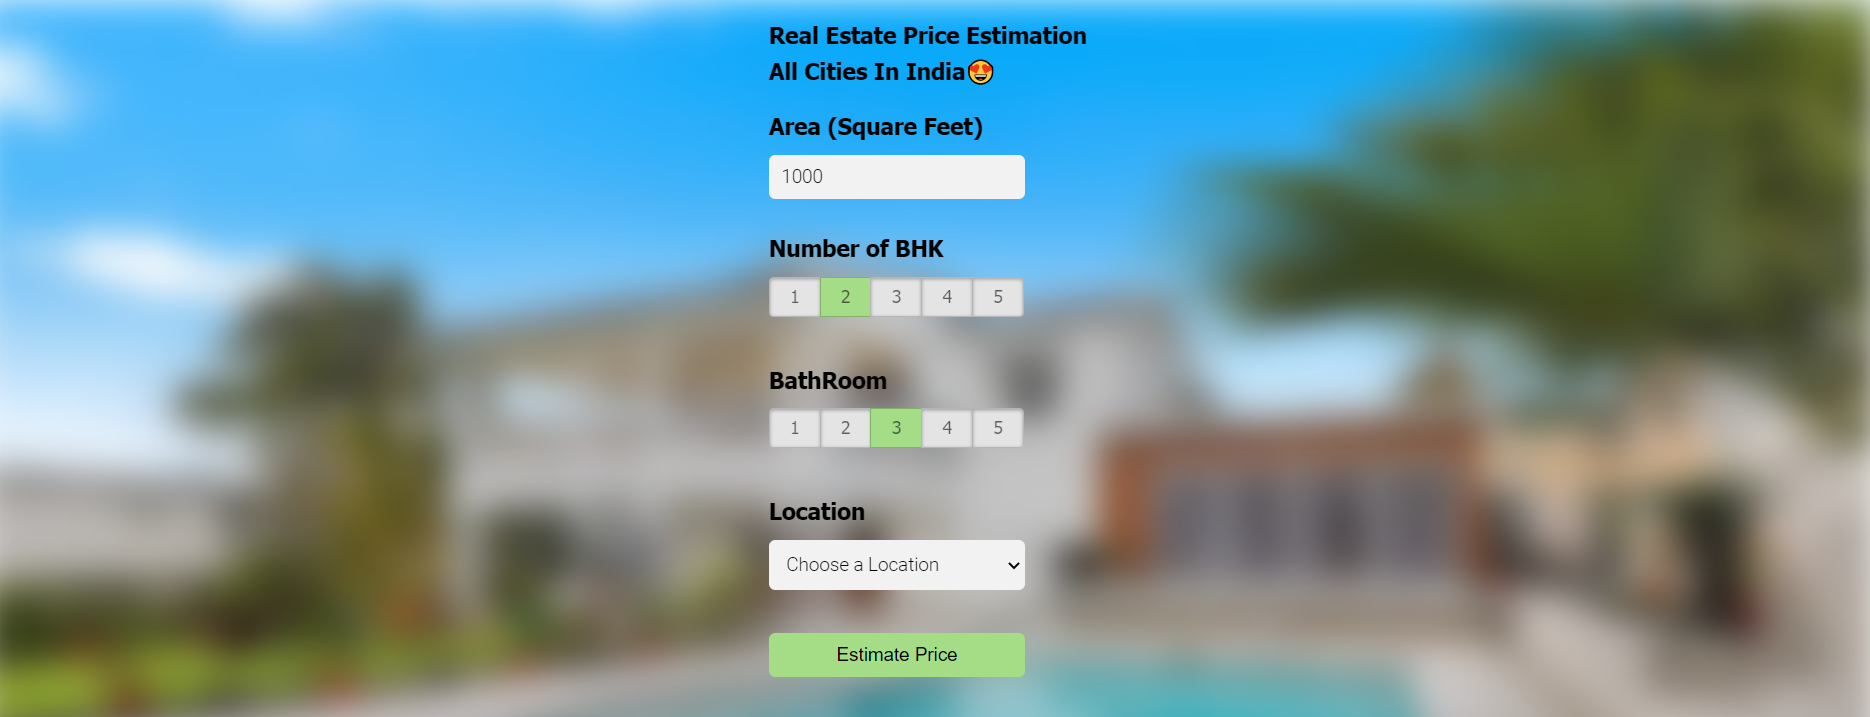 Real Estate Price Estimation
All Cities In India😍
Area (Square Feet)
1000
Number of BHK
1 2 3 4 5
BathRoom
1 2 3 4 5
Location
Choose a Location
Estimate Price